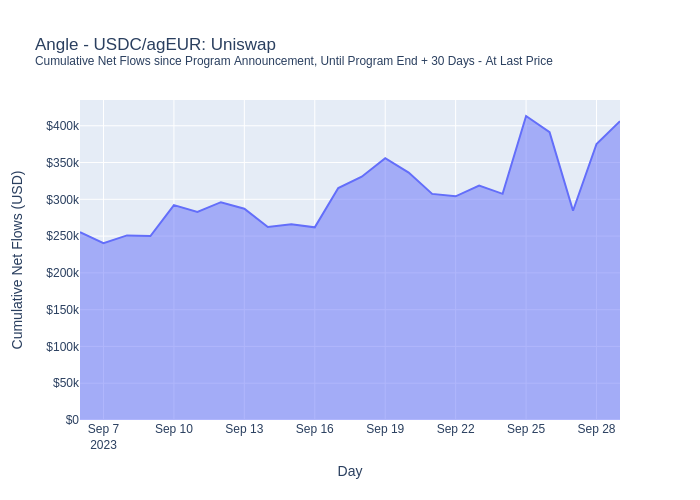 Angle - USDC/agEUR: Uniswap
Cumulative Net Flows since Program Announcement, Until Program End + 30 Days - At Last Price
Cumulative Net Flows (USD)
$400k
$350k
$300k
$250k
$200k
$150k
$100k
$50k
$0
Sep 7 Sep 10 Sep 13 Sep 16 Sep 19 Sep 22 Sep 25 Sep 28
2023
Day